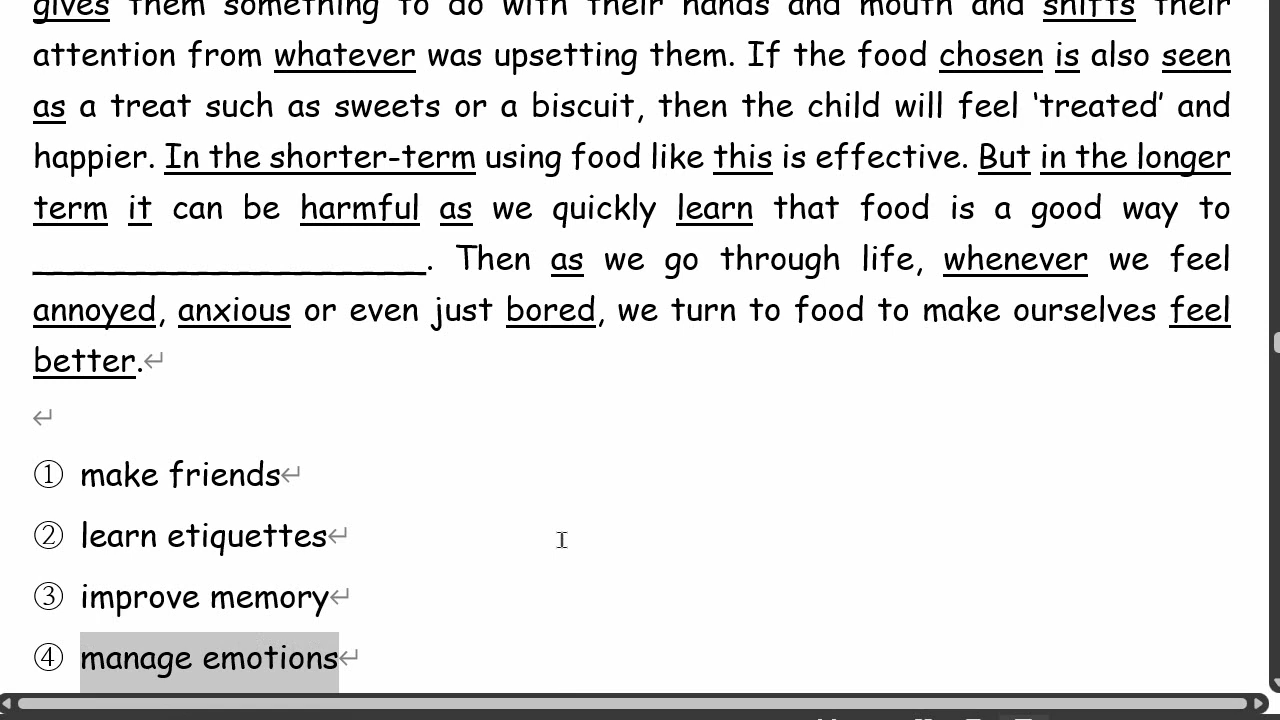 gives them something to do with their hands and mouth and shifts their
attention from whatever was upsetting them. If the food chosen is also seen
as a treat such as sweets or a biscuit, then the child will feel ‘treated’ and
happier. In the shorter-term using food like this is effective. But in the longer
term it can be harmful as we quickly learn that food is a good way to
____________________. Then as we go through life, whenever we feel
annoyed, anxious or even just bored, we turn to food to make ourselves feel
better.↵
↵
① make friends↵
② learn etiquettes↵
③ improve memory↵
④ manage emotions↵